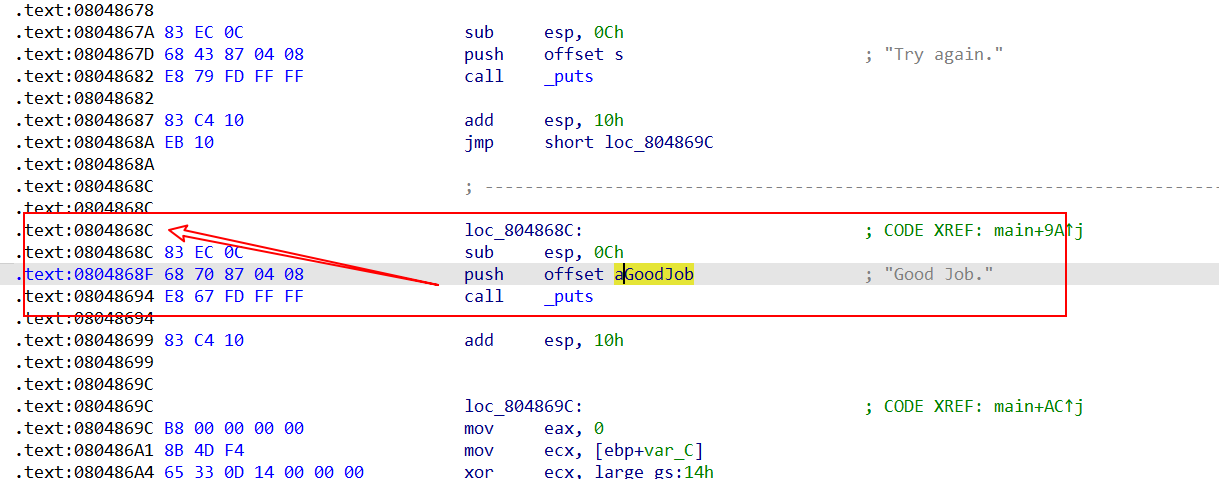 .text:08048678
.text:0804867A 83 EC 0C sub esp, 0Ch
.text:0804867D 68 43 87 04 08 push offset s ; "Try again."
.text:08048682 E8 79 FD FF FF call _puts
.text:08048682
.text:08048687 83 C4 10 add esp, 10h
.text:0804868A EB 10 jmp short loc_804869C
.text:0804868A
.text:0804868C ; ---------------------------------------------------------------------------
.text:0804868C
.text:0804868C loc_804868C: ; CODE XREF: main+9A↑j
.text:0804868C 83 EC 0C sub esp, 0Ch
.text:0804868F 68 70 87 04 08 push offset aGoodJob ; "Good Job."
.text:08048694 E8 67 FD FF FF call _puts
.text:08048694
.text:08048699 83 C4 10 add esp, 10h
.text:08048699
.text:0804869C
.text:0804869C loc_804869C: ; CODE XREF: main+AC↑j
.text:0804869C B8 00 00 00 00 mov eax, 0
.text:080486A1 8B 4D F4 mov ecx, [ebp+var_C]
.text:080486A4 65 33 0D 14 00 00 00 xor ecx, large gs:14h